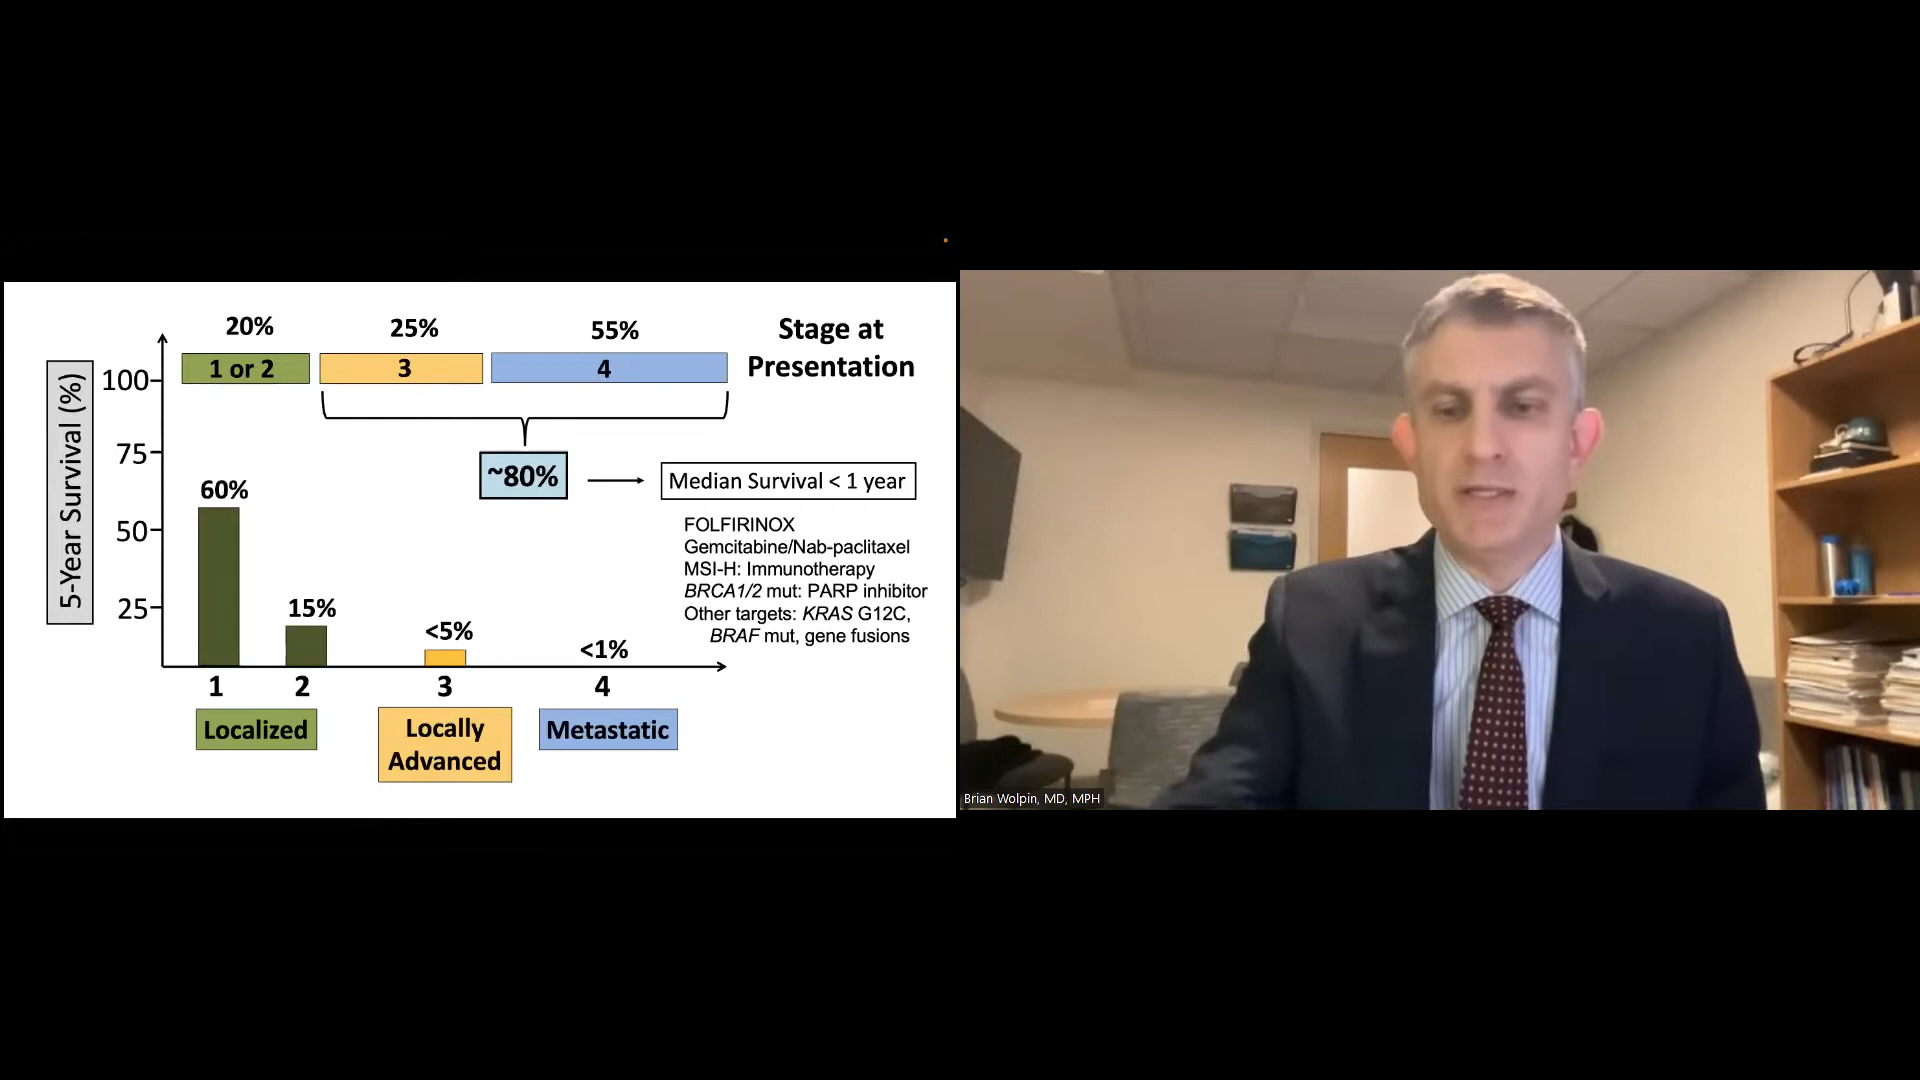 20%
25%
55%
Stage at
Presentation
1 or 2
3
4
5-Year Survival (%)
100
75
50
25
~80%
Median Survival < 1 year
FOLFIRINOX
Gemcitabine/Nab-paclitaxel
MSI-H: Immunotherapy
BRCA1/2 mut: PARP inhibitor
Other targets: KRAS G12C,
BRAF mut, gene fusions
60%
15%
<5%
<1%
1
2
3
4
Localized
Locally
Advanced
Metastatic
Brian Wolpin, MD, MPH